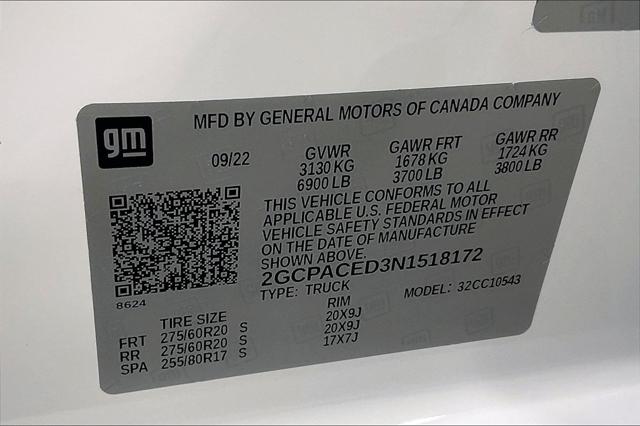 MFD BY GENERAL MOTORS OF CANADA COMPANY
gm
09/22 GVWR GAWR FRT GAWR RR
3130 KG 1678 KG 1724 KG
6900 LB 3700 LB 3800 LB
THIS VEHICLE CONFORMS TO ALL
APPLICABLE U.S. FEDERAL MOTOR
VEHICLE SAFETY STANDARDS IN EFFECT
ON THE DATE OF MANUFACTURE
SHOWN ABOVE.
2GCPACED3N1518172
8624
TYPE: TRUCK MODEL: 32CC10543
TIRE SIZE RIM
FRT 275/60R20 S 20X9J
RR 275/60R20 S 20X9J
SPA 255/80R17 S 17X7J